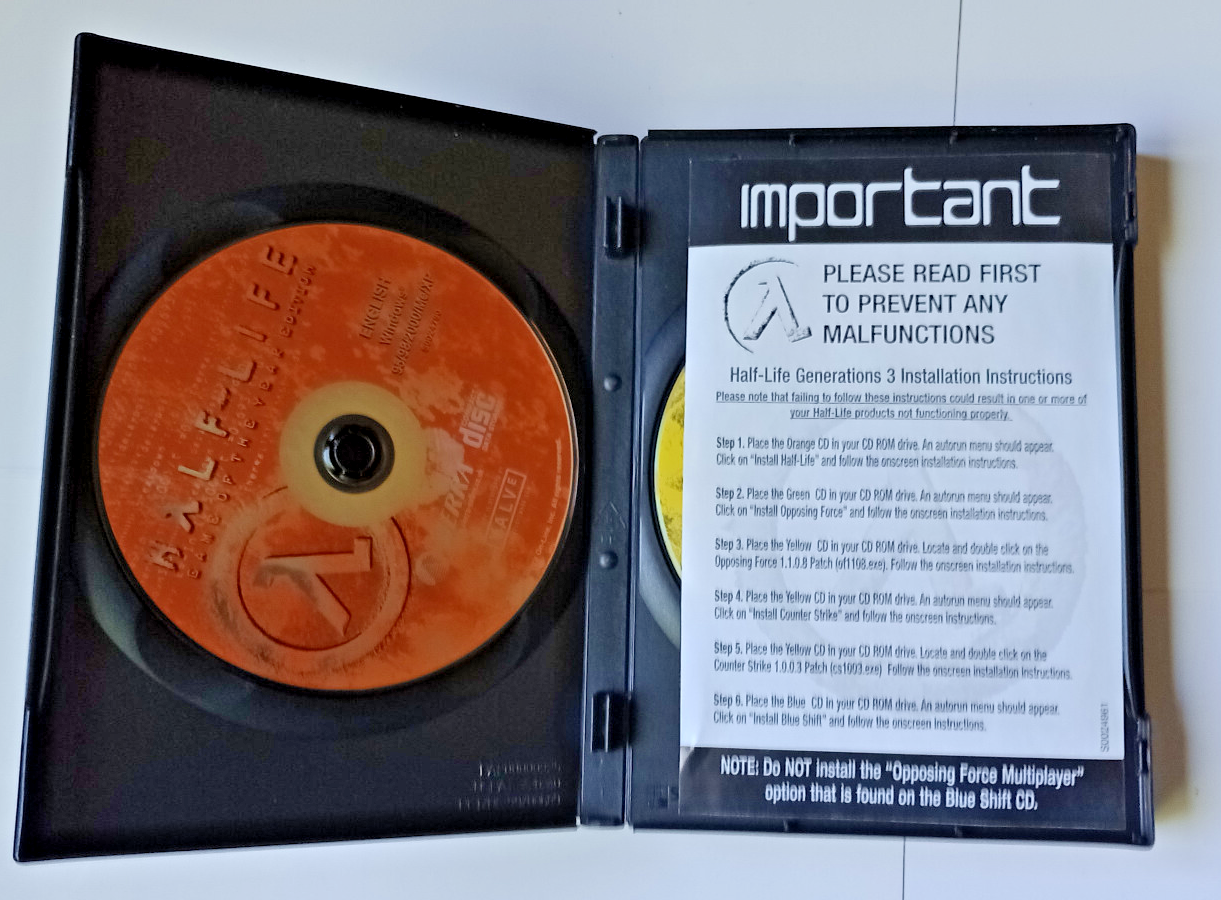 HALF-LIFE
GAME OF THE YEAR EDITION
ENGLISH
Windows
95/98/2000/ME/XP
disc
VALVE
Important
PLEASE READ FIRST
TO PREVENT ANY
MALFUNCTIONS
Half-Life Generations 3 Installation Instructions
Please note that failing to follow these instructions could result in one or more of
your Half-Life products not functioning properly.
Step 1. Place the Orange CD in your CD ROM drive. An autorun menu should appear.
Click on "Install Half-Life" and follow the onscreen installation instructions.
Step 2. Place the Green CD in your CD ROM drive. An autorun menu should appear.
Click on "Install Opposing Force" and follow the onscreen installation instructions.
Step 3. Place the Yellow CD in your CD ROM drive. Locate and double click on the
Opposing Force 1.1.0.8 Patch (of1108.exe). Follow the onscreen installation instructions.
Step 4. Place the Yellow CD in your CD ROM drive. An autorun menu should appear.
Click on "Install Counter Strike" and follow the onscreen instructions.
Step 5. Place the Yellow CD in your CD ROM drive. Locate and double click on the
Counter Strike 1.0.0.3 Patch (cs1003.exe) Follow the onscreen installation instructions.
Step 6. Place the Blue CD in your CD ROM drive. An autorun menu should appear.
Click on "Install Blue Shift" and follow the onscreen instructions.
S0024961
NOTE: Do NOT install the "Opposing Force Multiplayer"
option that is found on the Blue Shift CD.